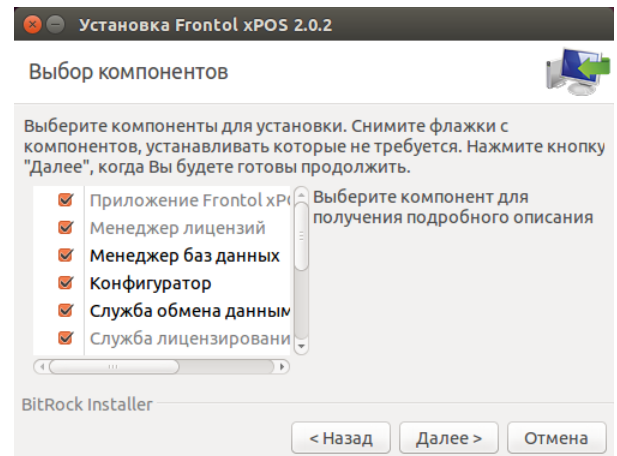 Установка Frontol xPOS 2.0.2
Выбор компонентов
Выберите компоненты для установки. Снимите флажки с
компонентов, устанавливать которые не требуется. Нажмите кнопку
"Далее", когда Вы будете готовы продолжить.
Приложение Frontol xPO
Менеджер лицензий
Менеджер баз данных
Конфигуратор
Служба обмена данным
Служба лицензировани
Выберите компонент для
получения подробного описания
BitRock Installer
< Назад
Далее >
Отмена